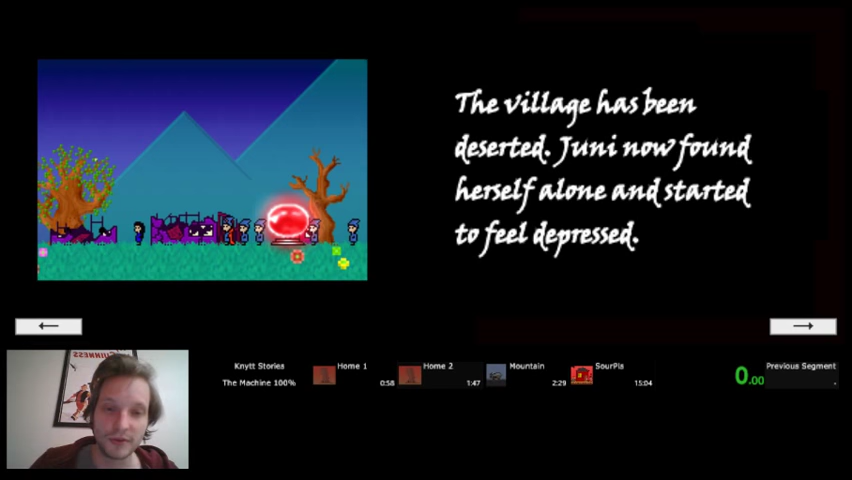 The village has been
deserted. Juni now found
herself alone and started
to feel depressed.
GUINNESS
Knytt Stories
The Machine 100%
Home 1
0:58
Home 2
1:47
Mountain
2:29
SourPla
15:04
0.00
Previous Segment